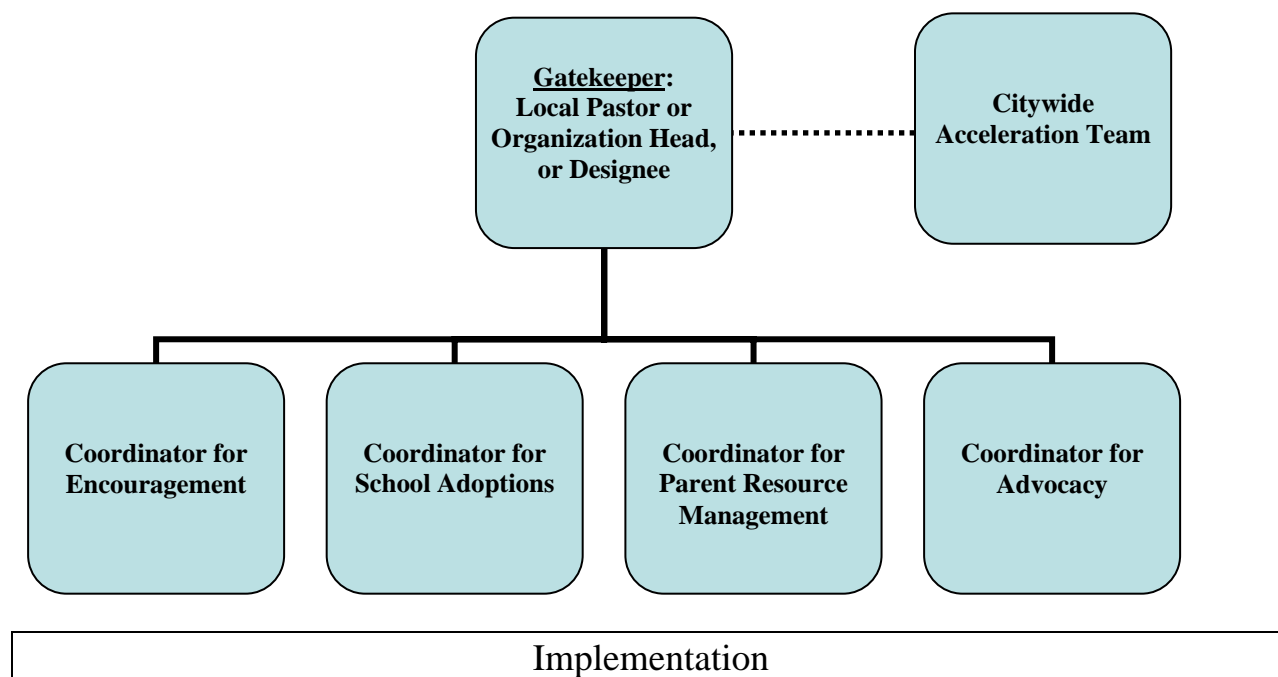 Gatekeeper:
Local Pastor or
Organization Head,
or Designee
Citywide
Acceleration Team
Coordinator for
Encouragement
Coordinator for
School Adoptions
Coordinator for
Parent Resource
Management
Coordinator for
Advocacy
Implementation